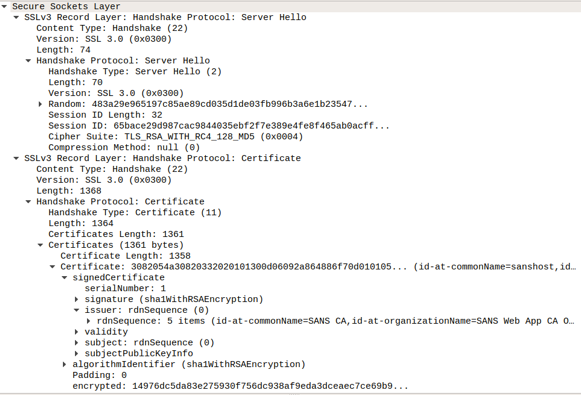 Secure Sockets Layer
SSLv3 Record Layer: Handshake Protocol: Server Hello
Content Type: Handshake (22)
Version: SSL 3.0 (0x0300)
Length: 74
Handshake Protocol: Server Hello
Handshake Type: Server Hello (2)
Length: 70
Version: SSL 3.0 (0x0300)
Random: 483a29e965197c85ae89cd035d1de03fb996b3a6e1b23547...
Session ID Length: 32
Session ID: 65bace29d987cac9844035ebf2f7e389e4fe8f465ab0acff...
Cipher Suite: TLS_RSA_WITH_RC4_128_MD5 (0x0004)
Compression Method: null (0)
SSLv3 Record Layer: Handshake Protocol: Certificate
Content Type: Handshake (22)
Version: SSL 3.0 (0x0300)
Length: 1368
Handshake Protocol: Certificate
Handshake Type: Certificate (11)
Length: 1364
Certificates Length: 1361
Certificates (1361 bytes)
Certificate Length: 1358
Certificate: 3082054a30820332020101300d06092a864886f70d010105... (id-at-commonName=sanshost,id…
signedCertificate
serialNumber: 1
signature (sha1WithRSAEncryption)
issuer: rdnSequence (0)
rdnSequence: 5 items (id-at-commonName=SANS CA,id-at-organizationName=SANS Web App CA O…
validity
subject: rdnSequence (0)
subjectPublicKeyInfo
algorithmIdentifier (sha1WithRSAEncryption)
Padding: 0
encrypted: 14976dc5da83e275930f756dc938af9eda3dceaec7ce69b9...